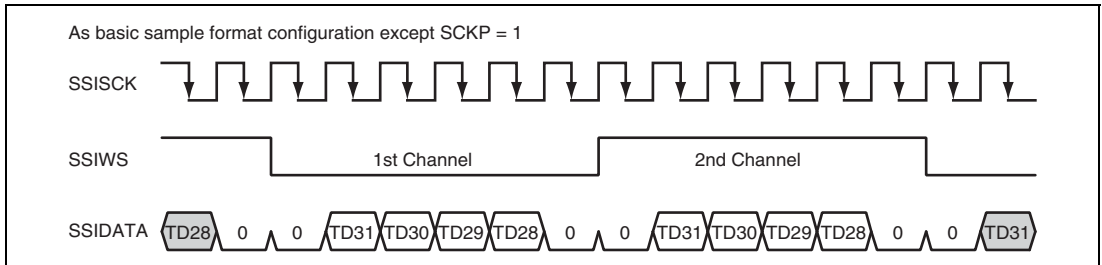 As basic sample format configuration except SCKP = 1
SSISCK
SSIWS 1st Channel 2nd Channel
SSIDATA TD28 0 0 TD31 TD30 TD29 TD28 0 0 TD31 TD30 TD29 TD28 0 0 TD31